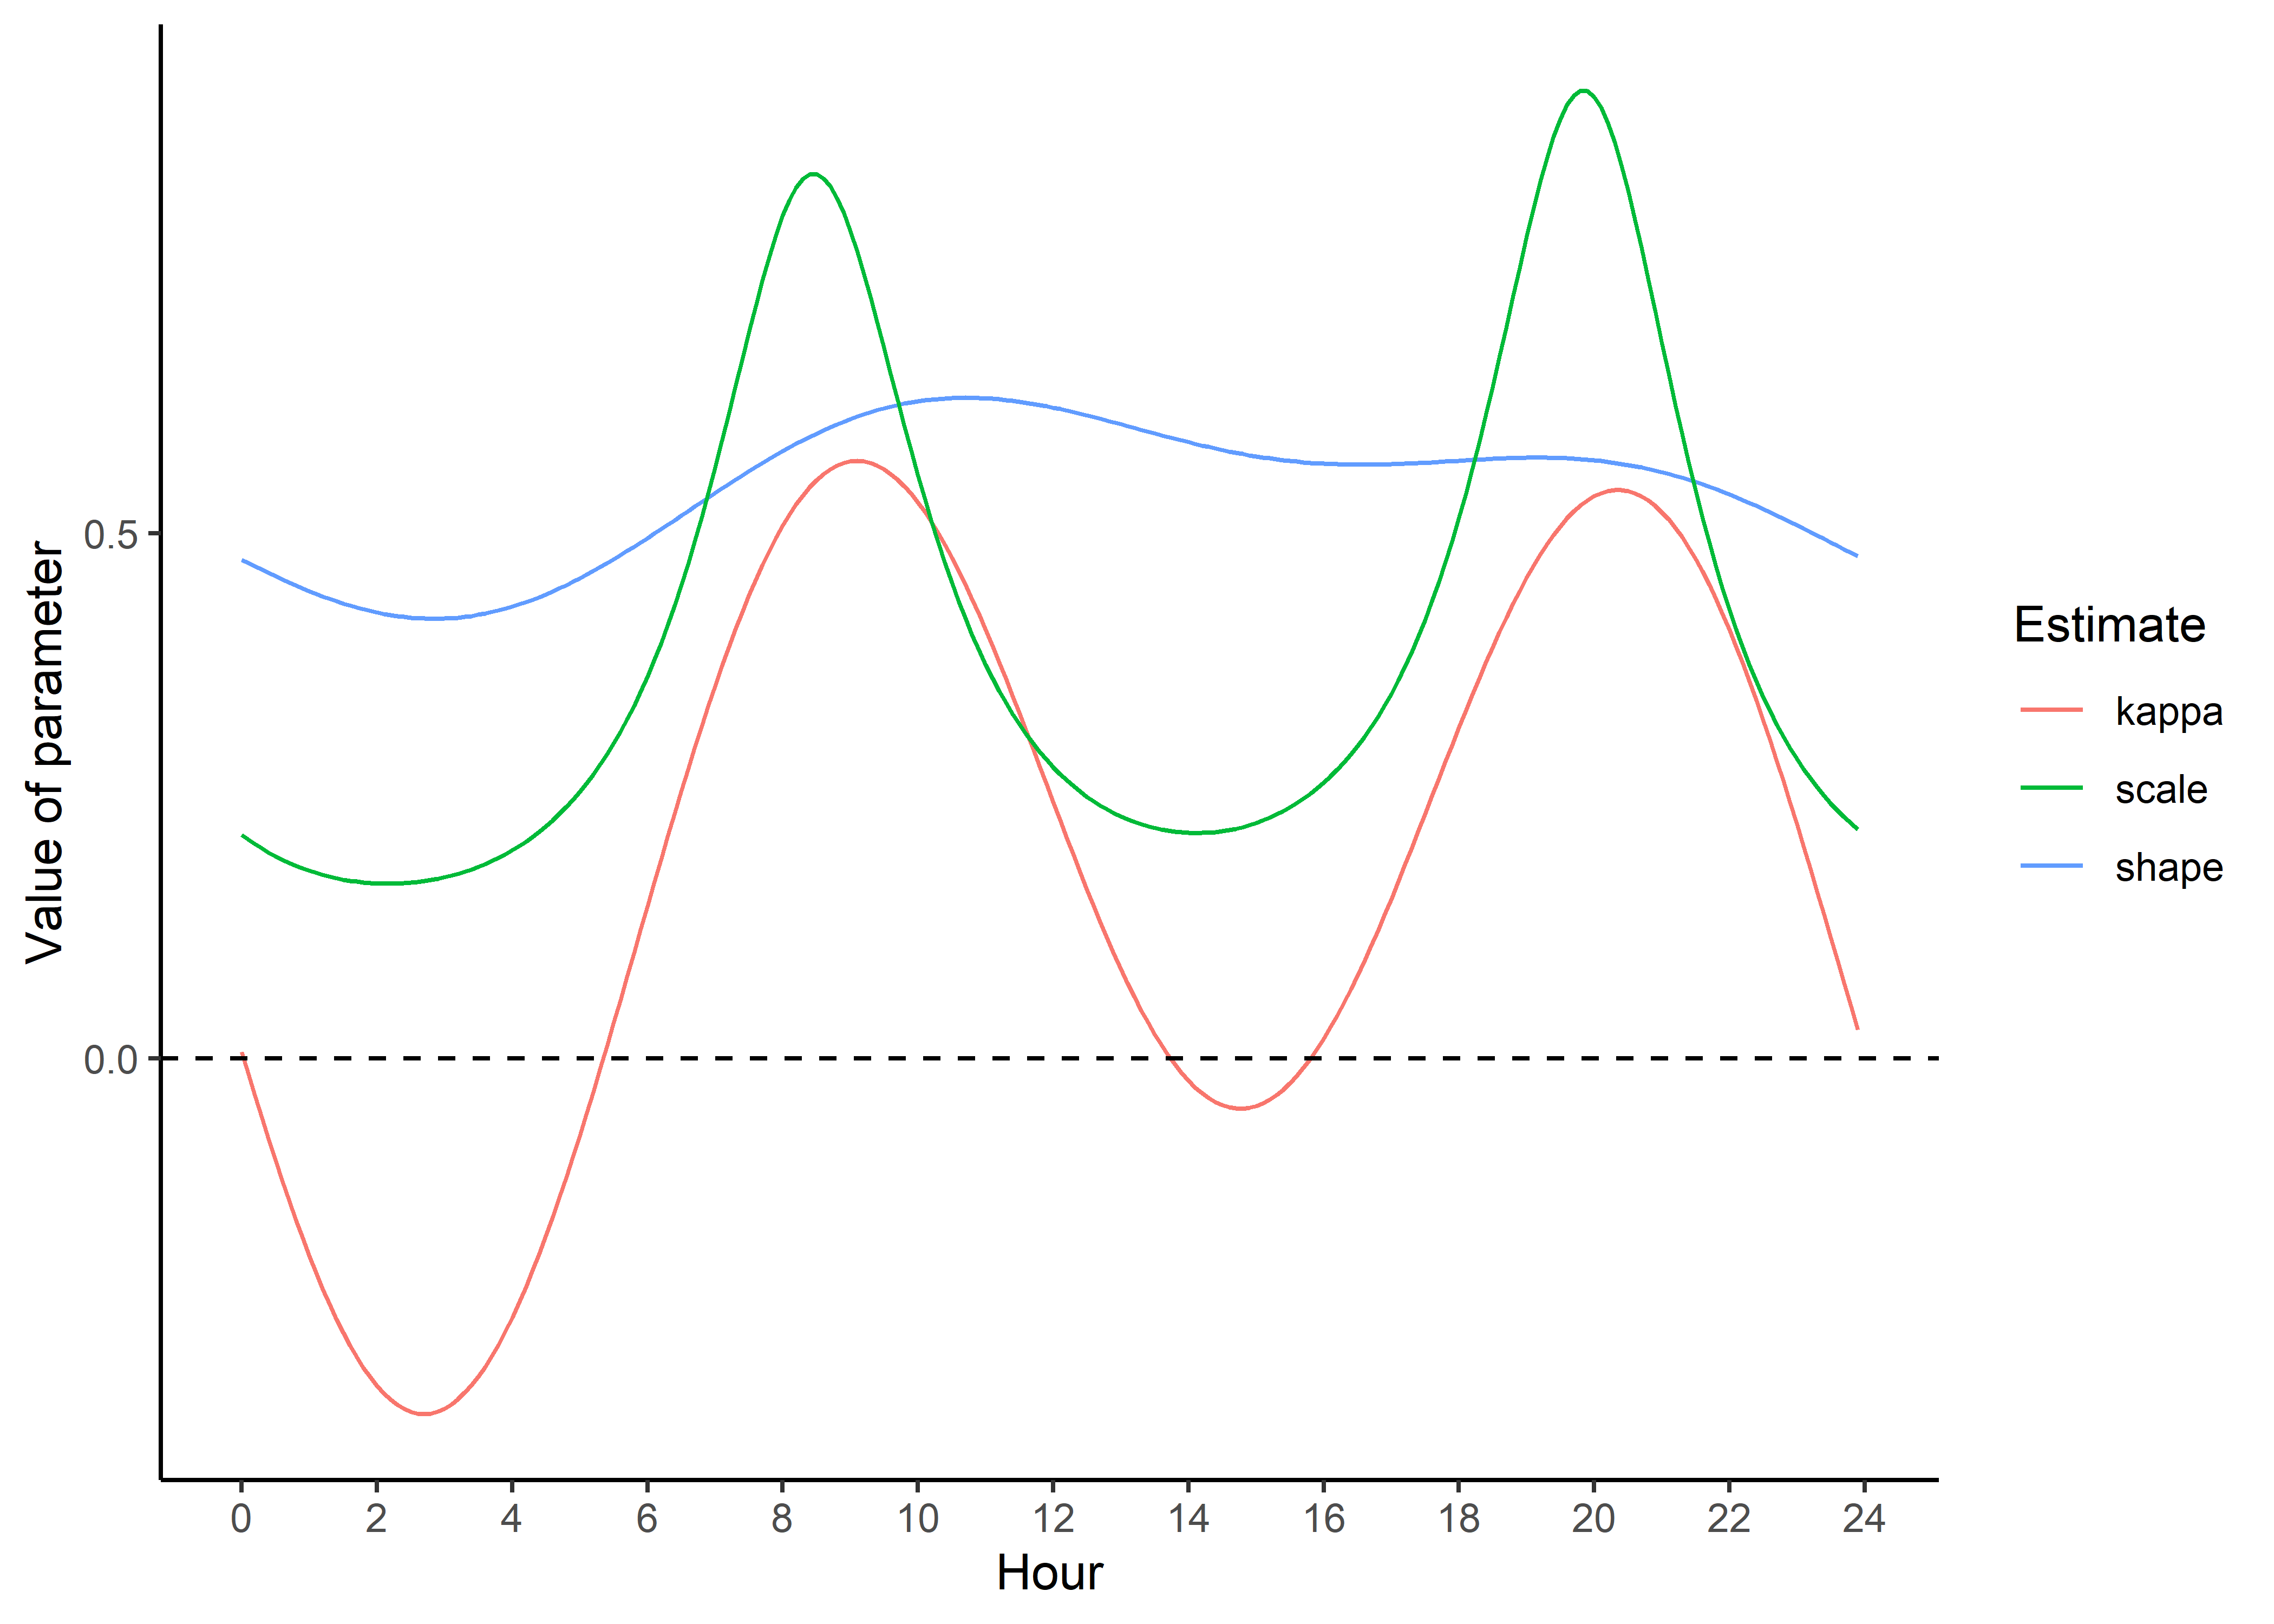 Value of parameter
0.5
0.0
0 2 4 6 8 10 12 14 16 18 20 22 24
Hour
Estimate
kappa
scale
shape